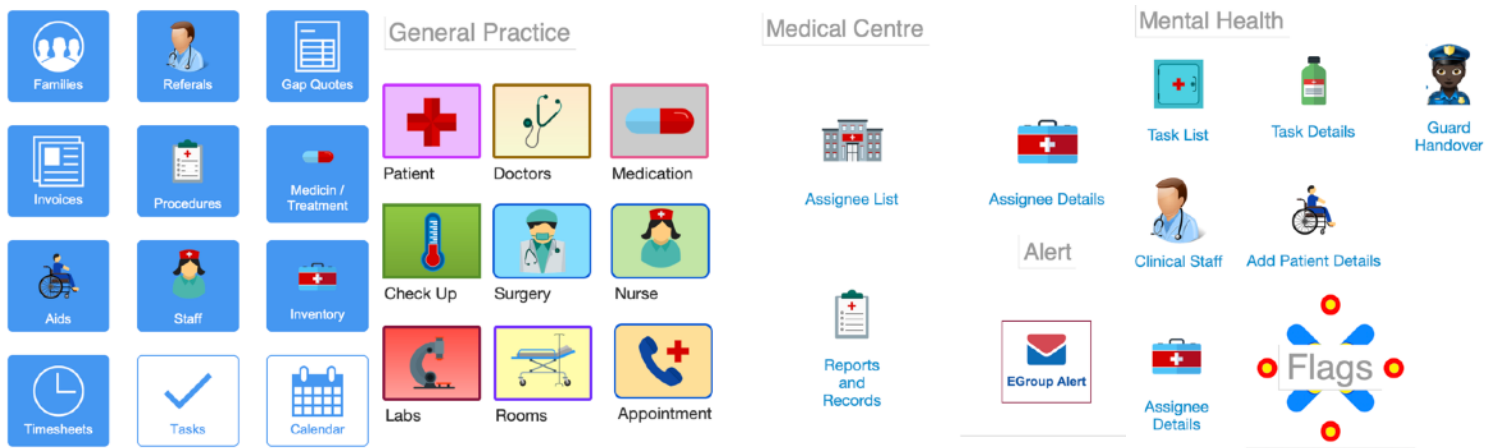 Families
Referals
Gap Quotes
Invoices
Procedures
Medicin /
Treatment
Aids
Staff
Inventory
Timesheets
Tasks
Calendar
General Practice
Patient
Doctors
Medication
Check Up
Surgery
Nurse
Labs
Rooms
Appointment
Medical Centre
Assignee List
Assignee Details
Alert
Reports
and
Records
EGroup Alert
Mental Health
Task List
Task Details
Guard
Handover
Clinical Staff
Add Patient Details
Assignee
Details
Flags